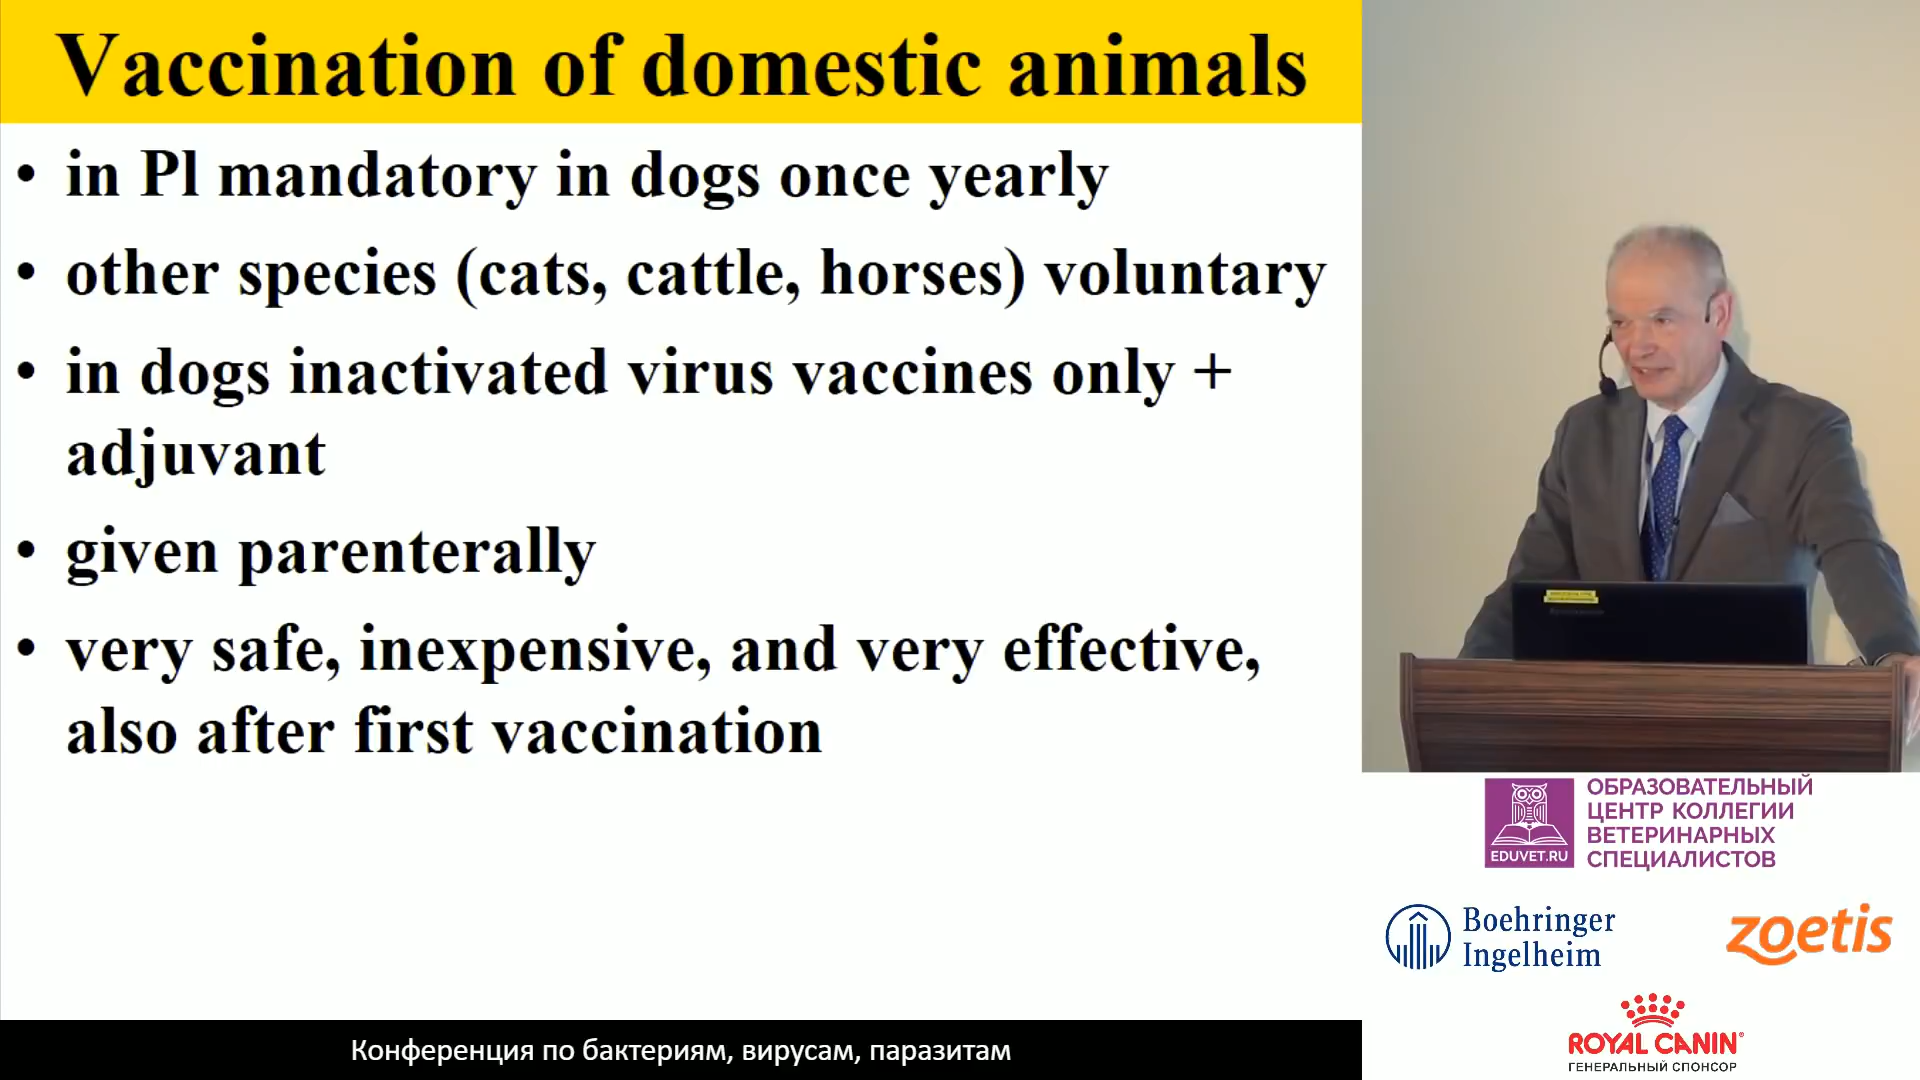 Vaccination of domestic animals
• in Pl mandatory in dogs once yearly
• other species (cats, cattle, horses) voluntary
• in dogs inactivated virus vaccines only +
adjuvant
• given parenterally
• very safe, inexpensive, and very effective,
also after first vaccination
ОБРАЗОВАТЕЛЬНЫЙ
ЦЕНТР КОЛЛЕГИИ
ВЕТЕРИНАРНЫХ
СПЕЦИАЛИСТОВ
EDUVET.RU
Boehringer
Ingelheim
zoetis
ROYAL CANIN
ГЕНЕРАЛЬНЫЙ СПОНСОР
Конференция по бактериям, вирусам, паразитам